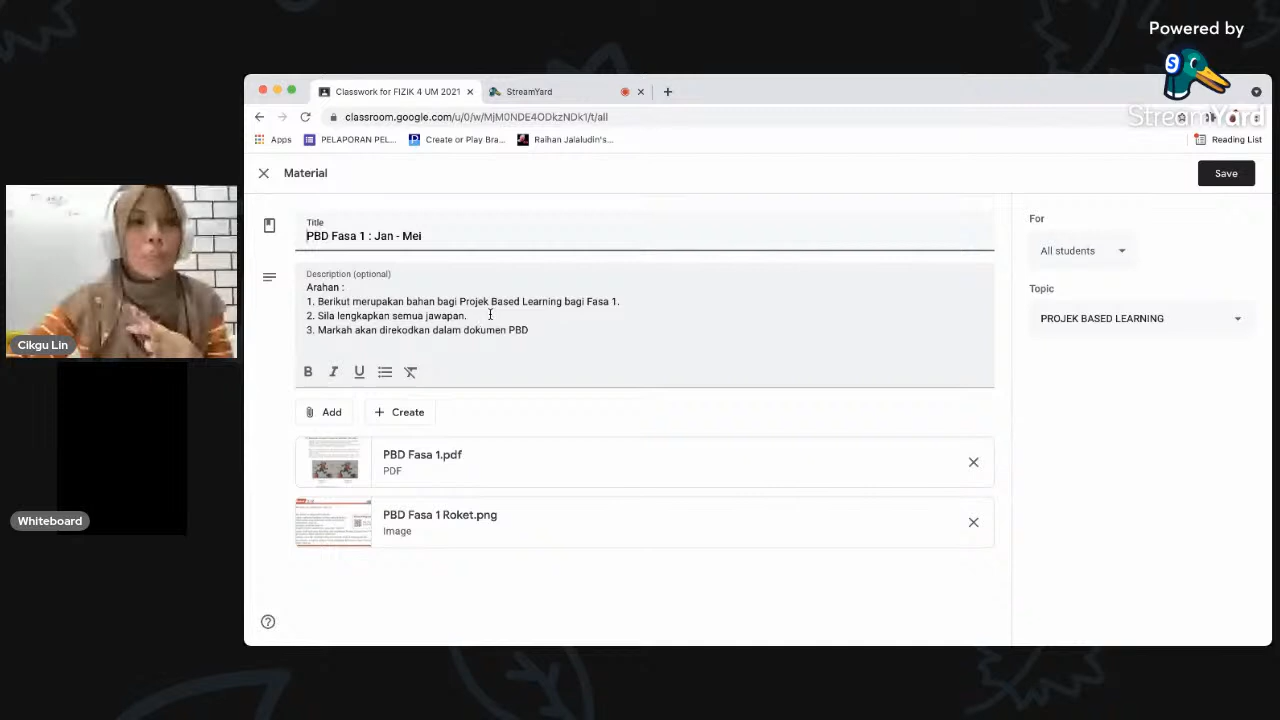 Powered by
StreamYard
Classwork for FIZIK 4 UM 2021
StreamYard
classroom.google.com/u/0/w/MjM0NDE4ODkzNDk1/t/all
Apps
PELAPORAN PEL...
Create or Play Bra...
Raihan Jalaludin's...
Reading List
Material
Save
Title
PBD Fasa 1 : Jan - Mei
Description (optional)
Arahan :
1. Berikut merupakan bahan bagi Projek Based Learning bagi Fasa 1.
2. Sila lengkapkan semua jawapan.
3. Markah akan direkodkan dalam dokumen PBD
B I U
Add
Create
PBD Fasa 1.pdf
PDF
PBD Fasa 1 Roket.png
Image
For
All students
Topic
PROJEK BASED LEARNING
Cikgu Lin
Whiteboard